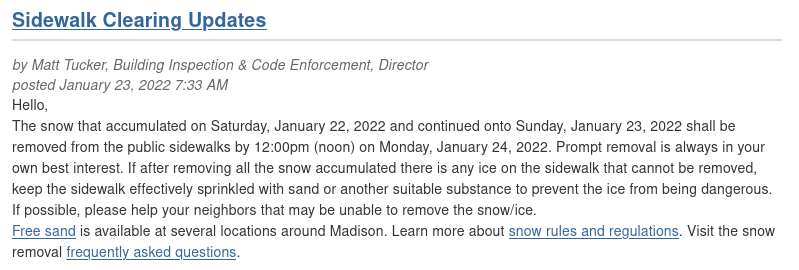 Sidewalk Clearing Updates
by Matt Tucker, Building Inspection & Code Enforcement, Director
posted January 23, 2022 7:33 AM
Hello,
The snow that accumulated on Saturday, January 22, 2022 and continued onto Sunday, January 23, 2022 shall be
removed from the public sidewalks by 12:00pm (noon) on Monday, January 24, 2022. Prompt removal is always in your
own best interest. If after removing all the snow accumulated there is any ice on the sidewalk that cannot be removed,
keep the sidewalk effectively sprinkled with sand or another suitable substance to prevent the ice from being dangerous.
If possible, please help your neighbors that may be unable to remove the snow/ice.
Free sand is available at several locations around Madison. Learn more about snow rules and regulations. Visit the snow
removal frequently asked questions.